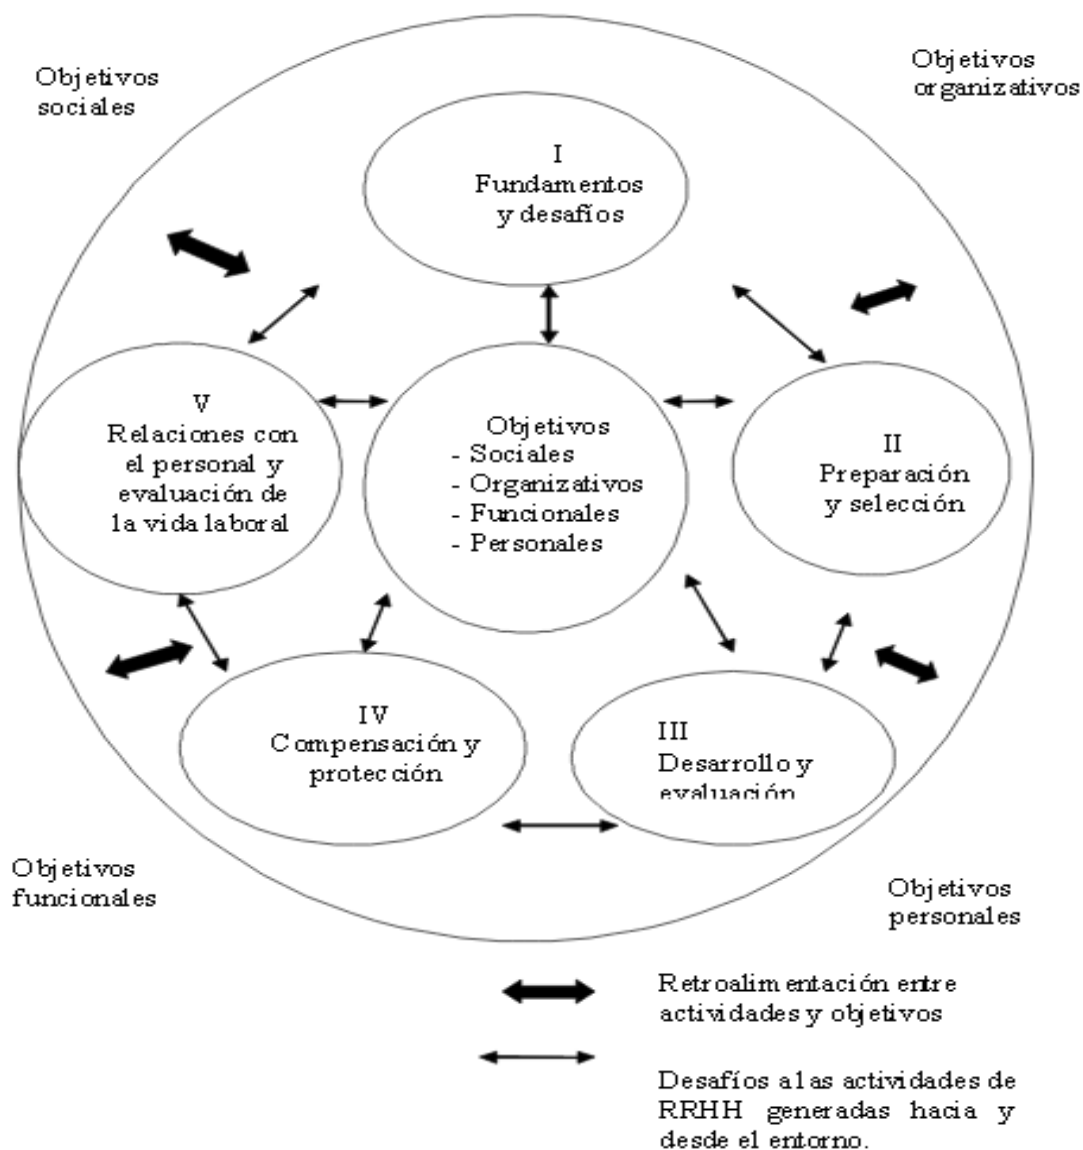 Objetivos
sociales
Objetivos
organizativos
I
Fundamentos
y desafíos
V
Relaciones con
el personal y
evaluación de
la vida laboral
Objetivos
- Sociales
- Organizativos
- Funcionales
- Personales
II
Preparación
y selección
IV
Compensación y
protección
III
Desarrollo y
evaluación
Objetivos
funcionales
Objetivos
personales
Retroalimentación entre
actividades y objetivos
Desafíos a las actividades de
RRHH generadas hacia y
desde el entorno.